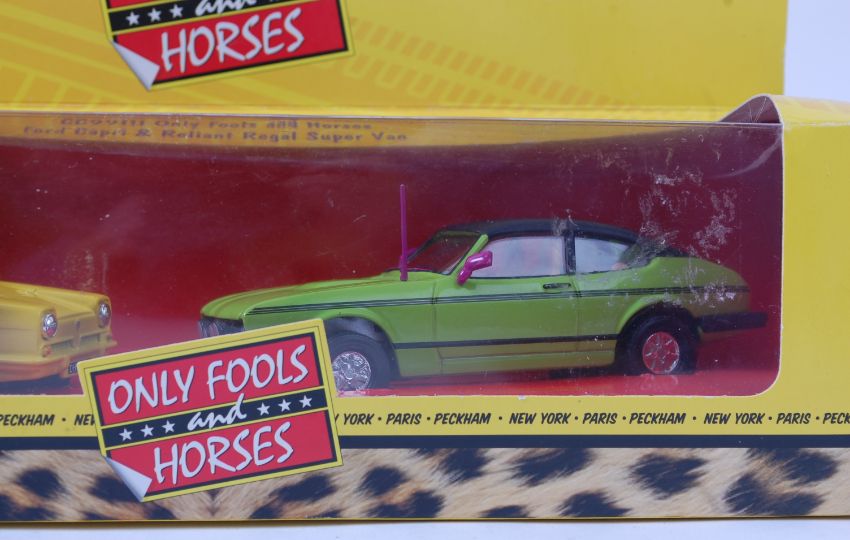 and
HORSES
CC99111 Only Fools and Horses
Ford Capri & Reliant Regal Super Van
ONLY FOOLS
and
HORSES
PECKHAM • NEW YORK • PARIS • PECKHAM • NEW YORK • PARIS • PECKHAM • NEW YORK • PARIS • PECK